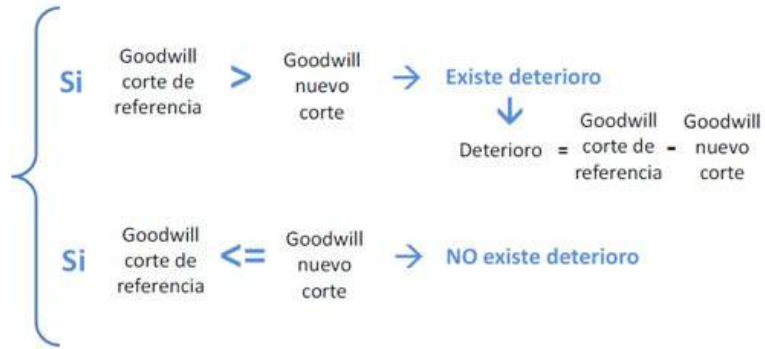 Si Goodwill corte de referencia > Goodwill nuevo corte → Existe deterioro
↓
Deterioro = Goodwill corte de referencia - Goodwill nuevo corte
Si Goodwill corte de referencia <= Goodwill nuevo corte → NO existe deterioro